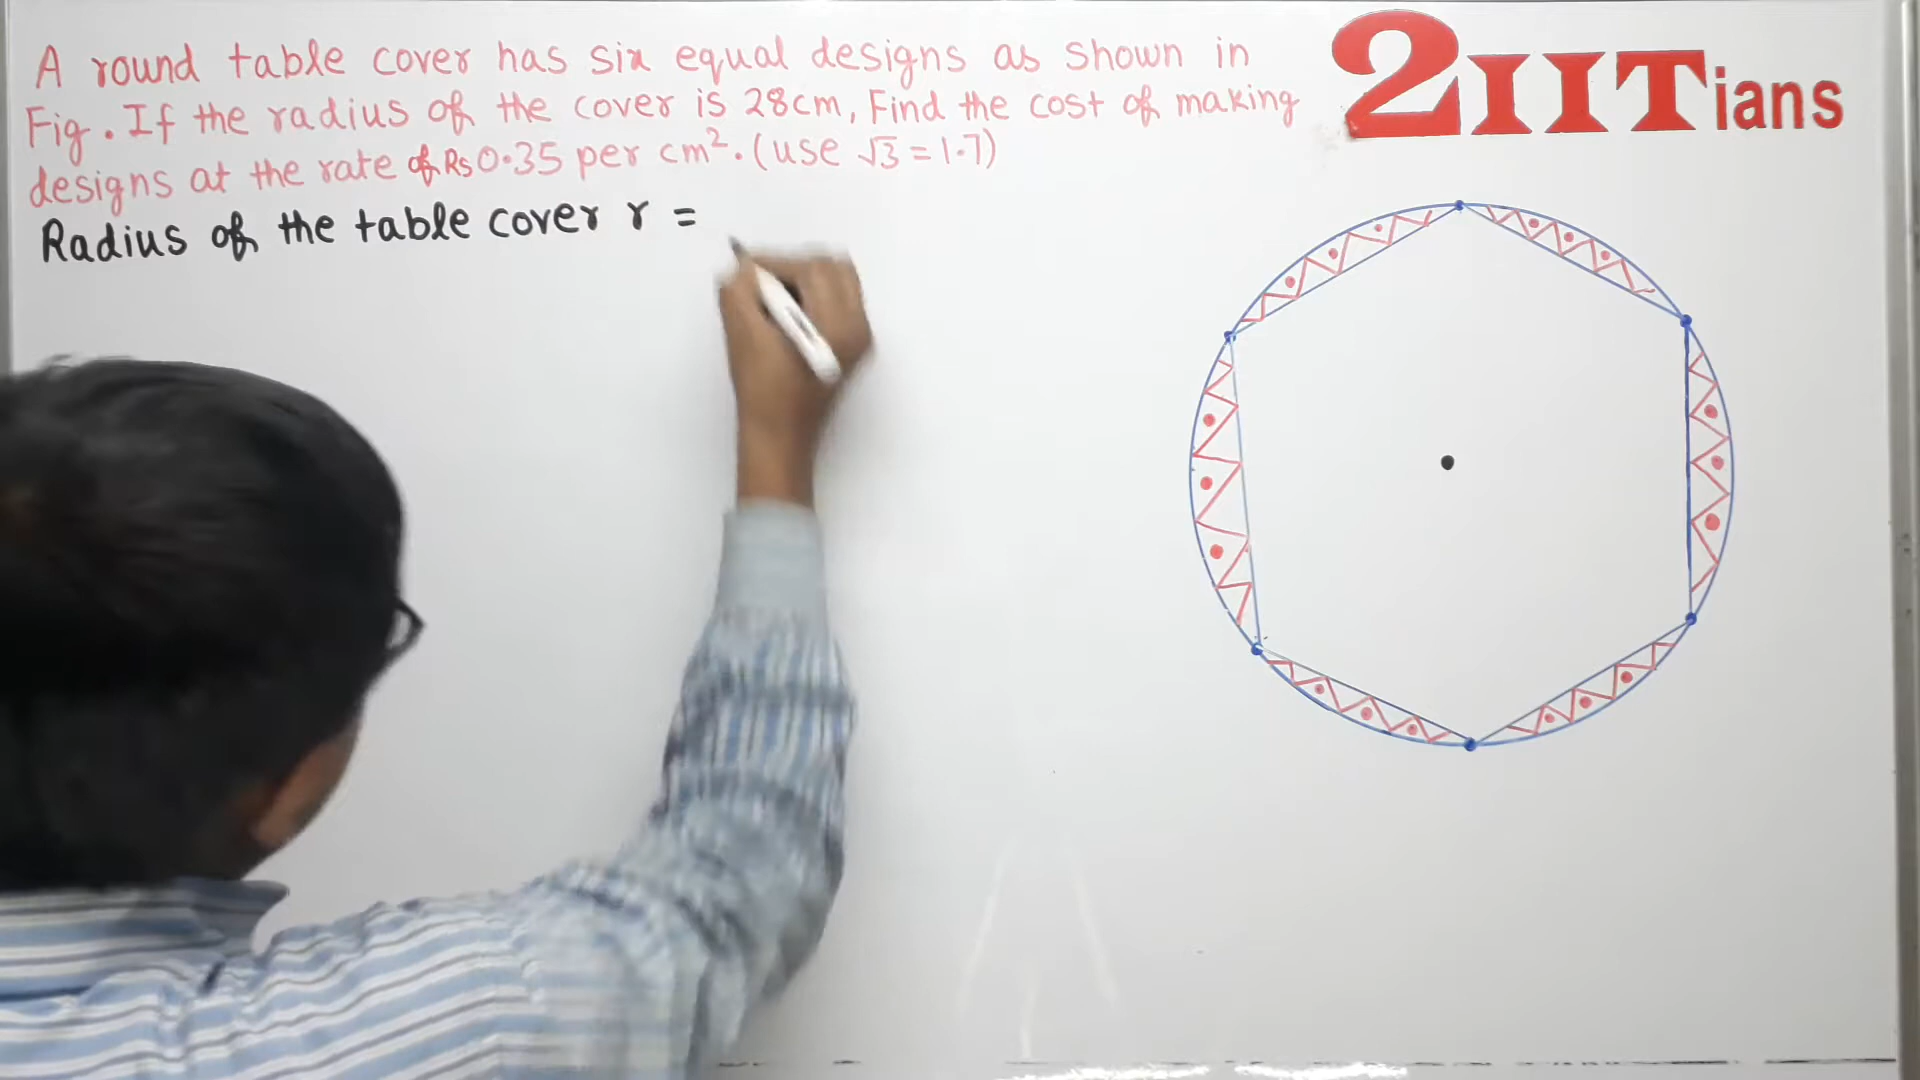 A round table cover has six equal designs as shown in
Fig. If the radius of the cover is 28cm, Find the cost of making
designs at the rate of Rs 0.35 per cm². (use √3 = 1.7)
Radius of the table cover r =
2IITians